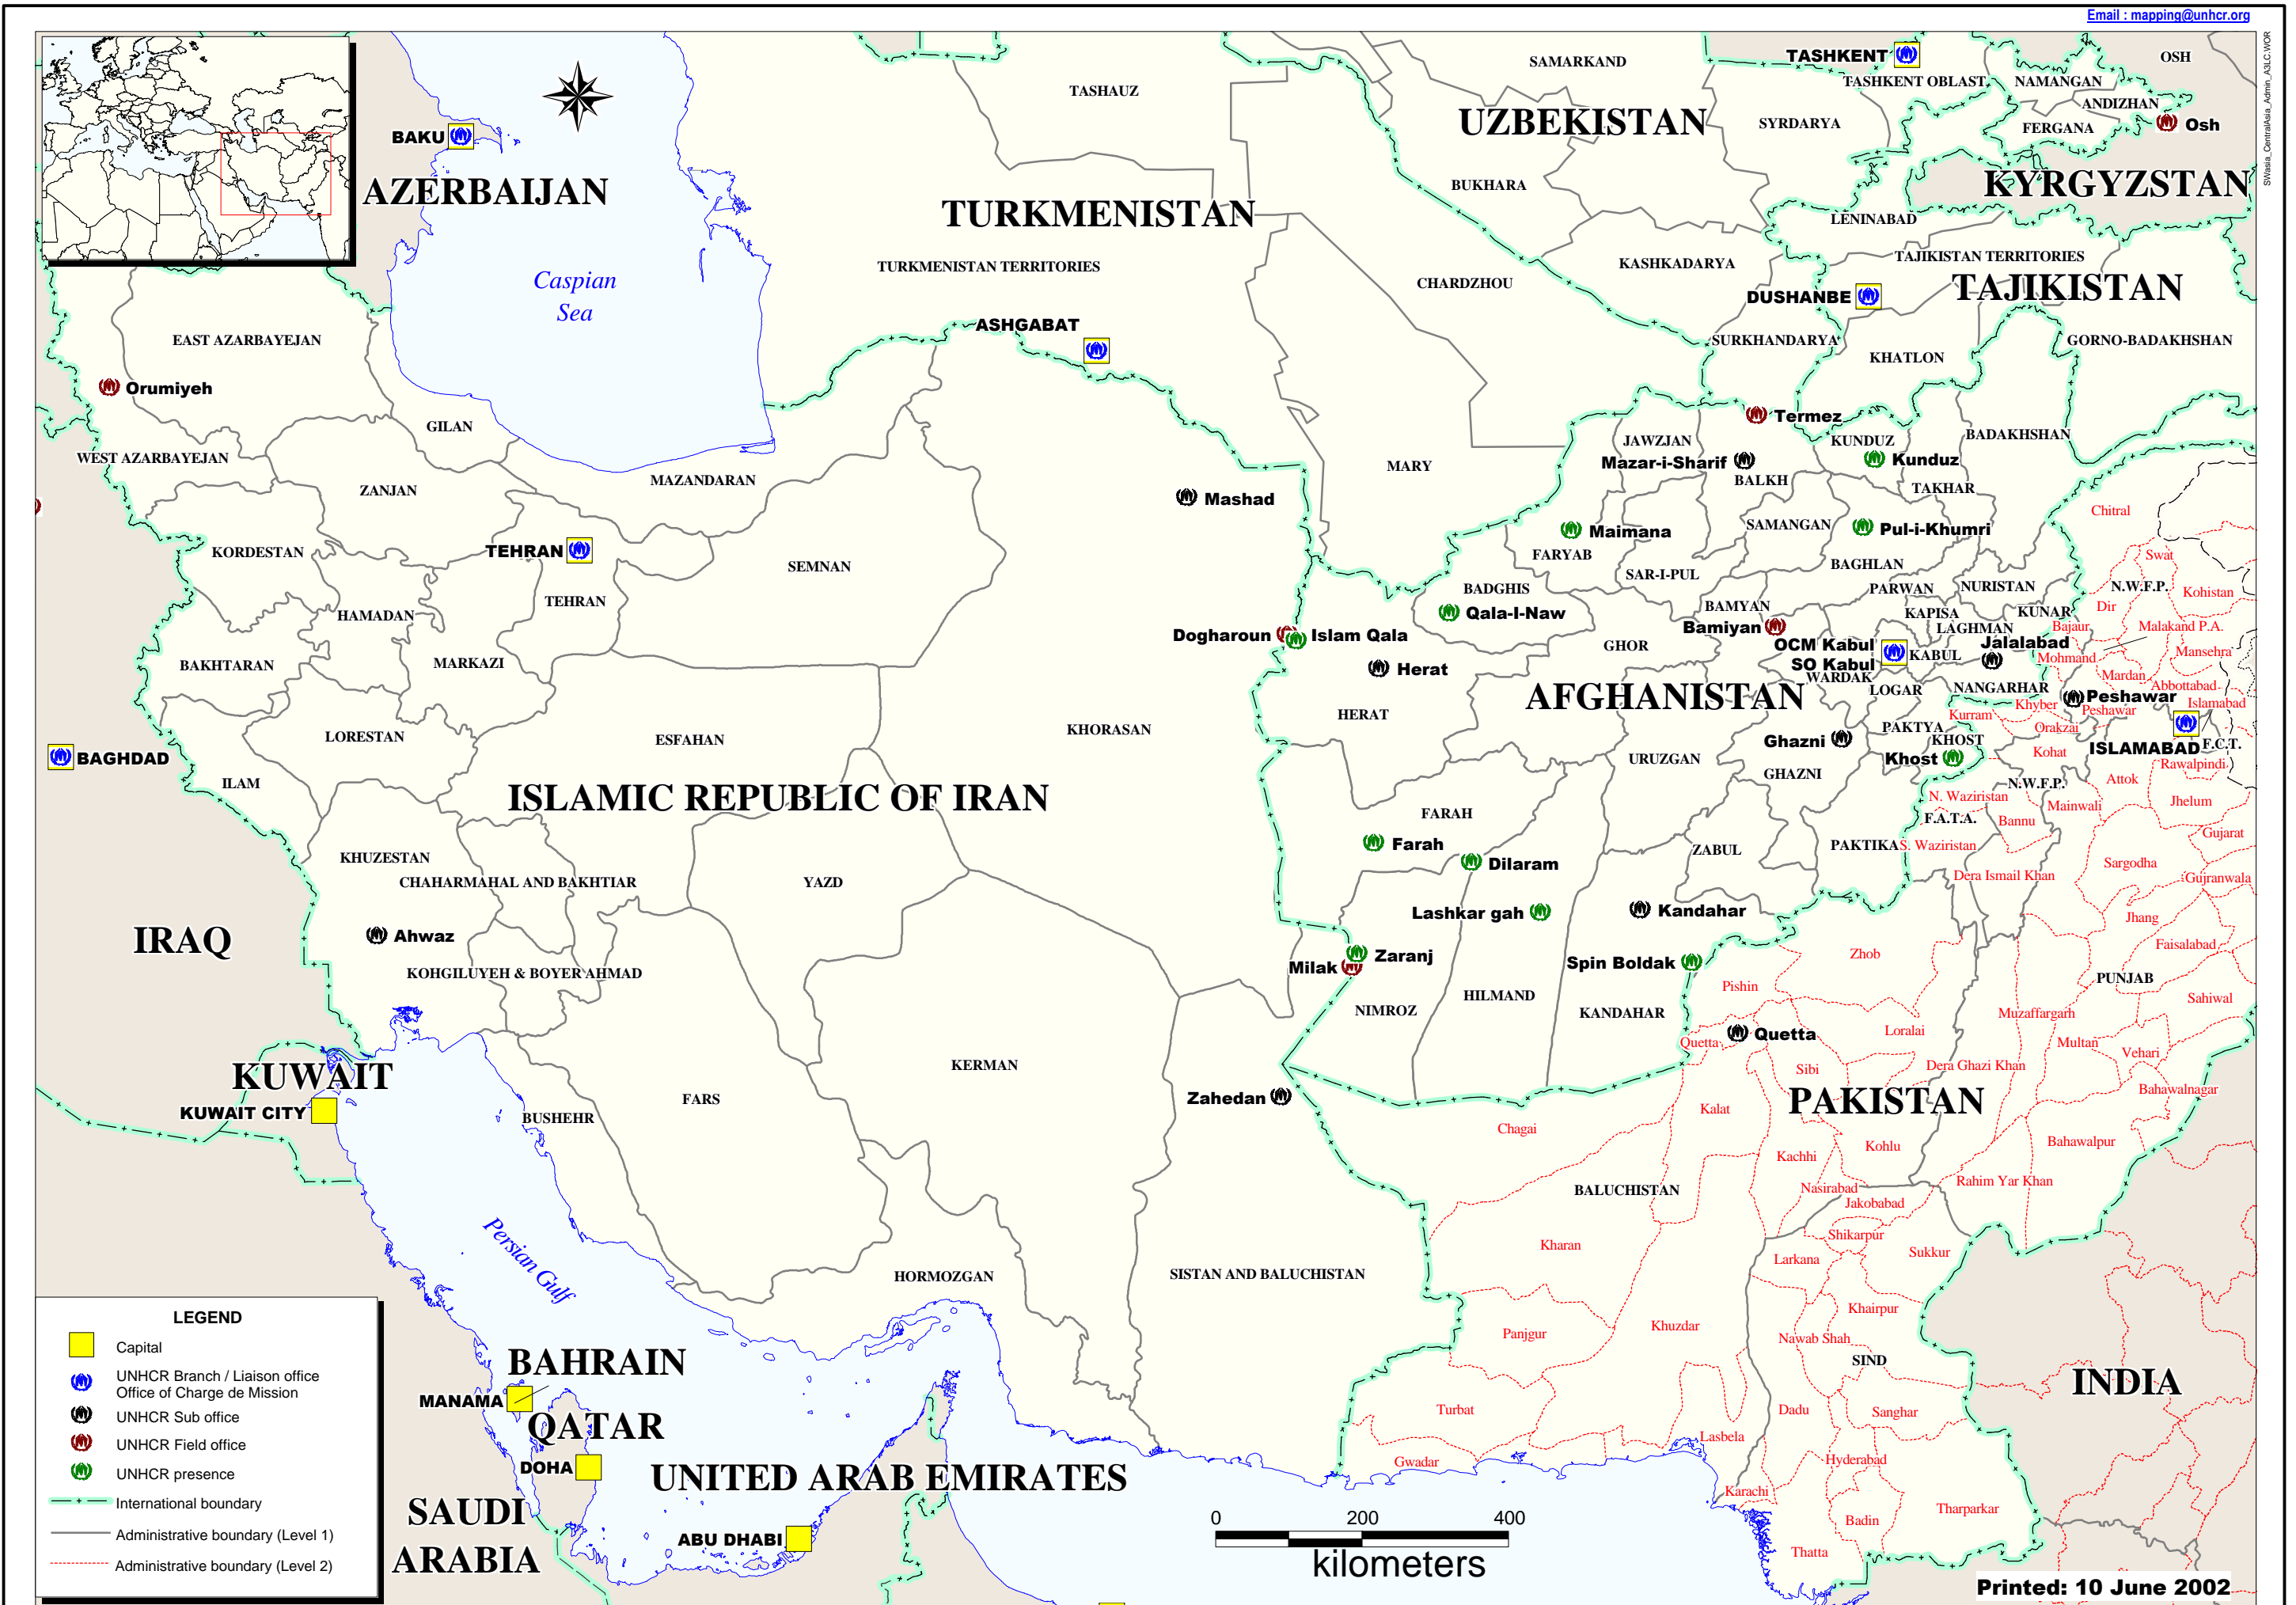 Email : mapping@unhcr.org
SWasia_CentralAsia_Admin_A3LC.WOR
TASHKENT
OSH
SAMARKAND
TASHKENT OBLAST
NAMANGAN
TASHAUZ
ANDIZHAN
UZBEKISTAN
SYRDARYA
FERGANA
Osh
BAKU
AZERBAIJAN
BUKHARA
KYRGYZSTAN
TURKMENISTAN
LENINABAD
TURKMENISTAN TERRITORIES
KASHKADARYA
TAJIKISTAN TERRITORIES
Caspian
Sea
CHARDZHOU
DUSHANBE
TAJIKISTAN
ASHGABAT
EAST AZARBAYEJAN
SURKHANDARYA
KHATLON
GORNO-BADAKHSHAN
Orumiyeh
Termez
GILAN
JAWZJAN
KUNDUZ
BADAKHSHAN
WEST AZARBAYEJAN
MARY
Mazar-i-Sharif
Kunduz
MAZANDARAN
BALKH
ZANJAN
TAKHAR
Mashad
Chitral
SAMANGAN
Maimana
Pul-i-Khumri
KORDESTAN
TEHRAN
FARYAB
Swat
SEMNAN
SAR-I-PUL
BAGHLAN
BADGHIS
PARWAN
NURISTAN
N.W.F.P.
Kohistan
TEHRAN
HAMADAN
Qala-I-Naw
BAMYAN
KAPISA
KUNAR
Dir
Bamiyan
LAGHMAN
Bajaur
Malakand P.A.
Dogharoun
Islam Qala
GHOR
OCM Kabul
KABUL
Jalalabad
Mansehra
BAKHTARAN
MARKAZI
Herat
SO Kabul
Mohmand
WARDAK
Mardan
LOGAR
NANGARHAR
Abbottabad
AFGHANISTAN
Peshawar
Khyber
Peshawar
Islamabad
HERAT
Kurram
KHORASAN
PAKTYA
Orakzai
LORESTAN
ESFAHAN
Ghazni
KHOST
ISLAMABAD
F.C.T.
BAGHDAD
URUZGAN
Khost
Kohat
Rawalpindi
GHAZNI
Attok
ILAM
N.W.F.P.
ISLAMIC REPUBLIC OF IRAN
N. Waziristan
Mainwali
Jhelum
FARAH
F.A.T.A.
Bannu
Gujarat
Farah
ZABUL
PAKTIKA
S. Waziristan
KHUZESTAN
Dilaram
Sargodha
CHAHARMAHAL AND BAKHTIAR
YAZD
Dera Ismail Khan
Gujranwala
Lashkar gah
Kandahar
Jhang
IRAQ
Ahwaz
Faisalabad
Zaranj
Zhob
KOHGILUYEH & BOYER AHMAD
Milak
Spin Boldak
PUNJAB
Pishin
HILMAND
Sahiwal
NIMROZ
KANDAHAR
Muzaffargarh
Loralai
Quetta
Quetta
Multan
Vehari
KERMAN
Sibi
Dera Ghazi Khan
KUWAIT
Bahawalnagar
Zahedan
FARS
PAKISTAN
KUWAIT CITY
Kalat
BUSHEHR
Chagai
Bahawalpur
Kohlu
Kachhi
BALUCHISTAN
Nasirabad
Rahim Yar Khan
Jakobabad
Persian Gulf
Shikarpur
Kharan
Sukkur
Larkana
HORMOZGAN
SISTAN AND BALUCHISTAN
Khairpur
Panjgur
Khuzdar
Nawab Shah
SIND
INDIA
BAHRAIN
MANAMA
Turbat
Dadu
Sanghar
QATAR
Lasbela
Gwadar
Hyderabad
DOHA
UNITED ARAB EMIRATES
Karachi
SAUDI
ARABIA
Tharparkar
Badin
ABU DHABI
Thatta
LEGEND
Capital
UNHCR Branch / Liaison office
Office of Charge de Mission
UNHCR Sub office
UNHCR Field office
UNHCR presence
International boundary
Administrative boundary (Level 1)
Administrative boundary (Level 2)
0 200 400
kilometers
Printed: 10 June 2002